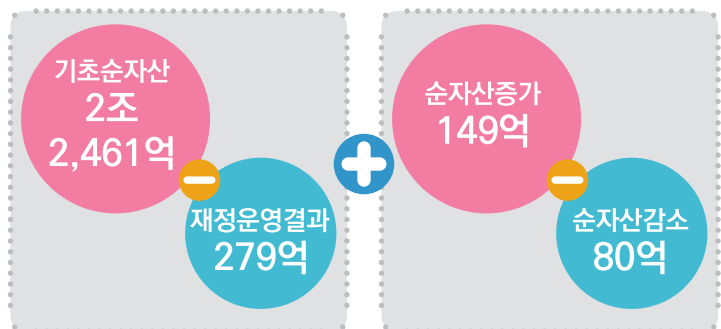 기초순자산
2조
2,461억
재정운영결과
279억
순자산증가
149억
순자산감소
80억